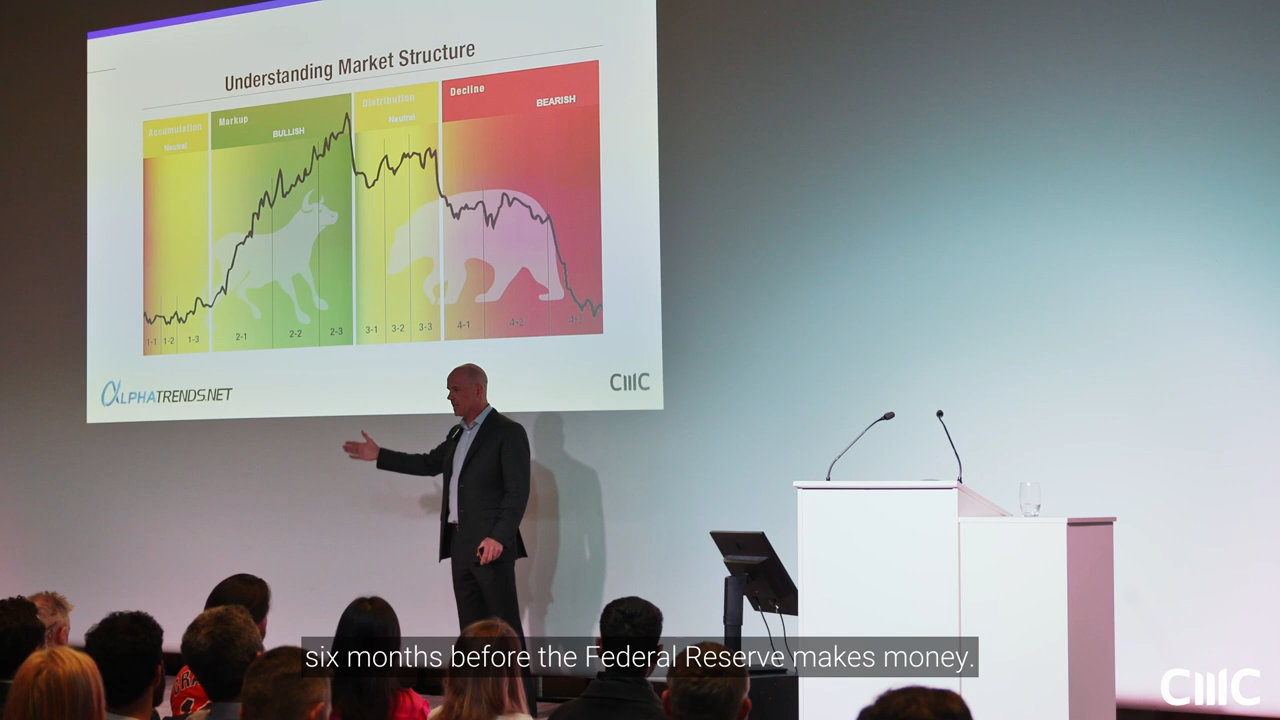 Understanding Market Structure
Accumulation
Neutral
Markup
BULLISH
Distribution
Neutral
Decline
BEARISH
1-1 1-2 1-3 2-1 2-2 2-3 3-1 3-2 3-3 4-1 4-2
ALPHATRENDS.NET
CMC
six months before the Federal Reserve makes money.
CMC